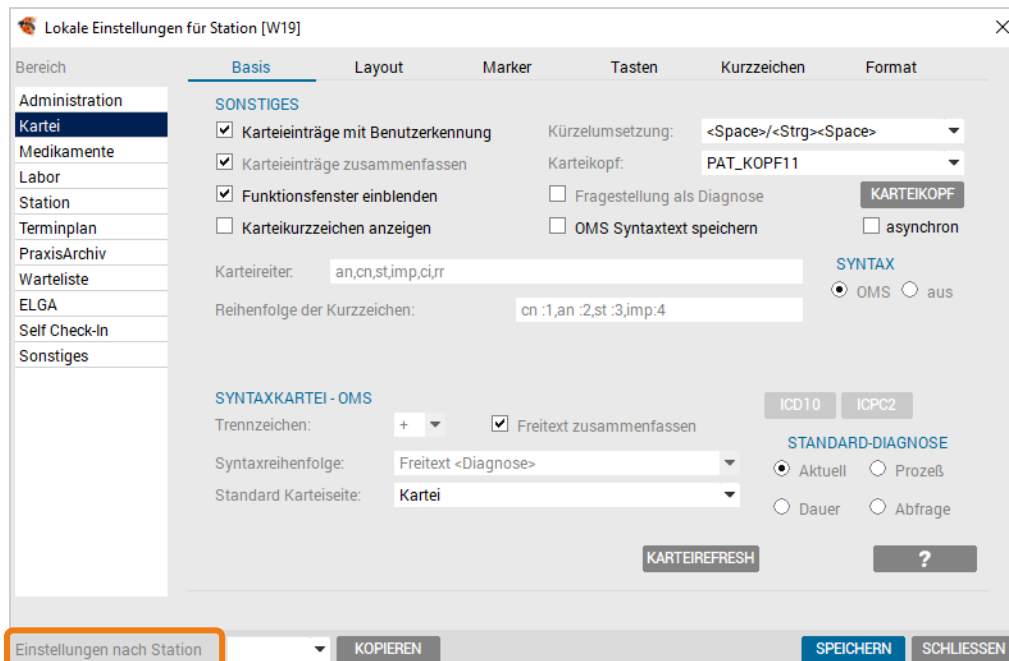 Lokale Einstellungen für Station [W19]
Bereich
Basis Layout Marker Tasten Kurzzeichen Format
Administration
Kartei
Medikamente
Labor
Station
Terminplan
PraxisArchiv
Warteliste
ELGA
Self Check-In
Sonstiges
SONSTIGES
Karteieinträge mit Benutzerkennung Kürzelumsetzung: <Space>/<Strg><Space>
Karteieinträge zusammenfassen Karteikopf: PAT_KOPF11
Funktionsfenster einblenden Fragestellung als Diagnose KARTEIKOPF
Karteikurzzeichen anzeigen OMS Syntaxtext speichern asynchron
Karteireiter: an,cn,st,imp,ci,rr
SYNTAX
OMS aus
Reihenfolge der Kurzzeichen: cn :1,an :2,st :3,imp:4
SYNTAXKARTEI - OMS
ICD10 ICPC2
Trennzeichen: + Freitext zusammenfassen
STANDARD-DIAGNOSE
Syntaxreihenfolge: Freitext <Diagnose>
Aktuell Prozeß
Standard Karteiseite: Kartei
Dauer Abfrage
KARTEIREFRESH ?
Einstellungen nach Station KOPIEREN SPEICHERN SCHLIESSEN